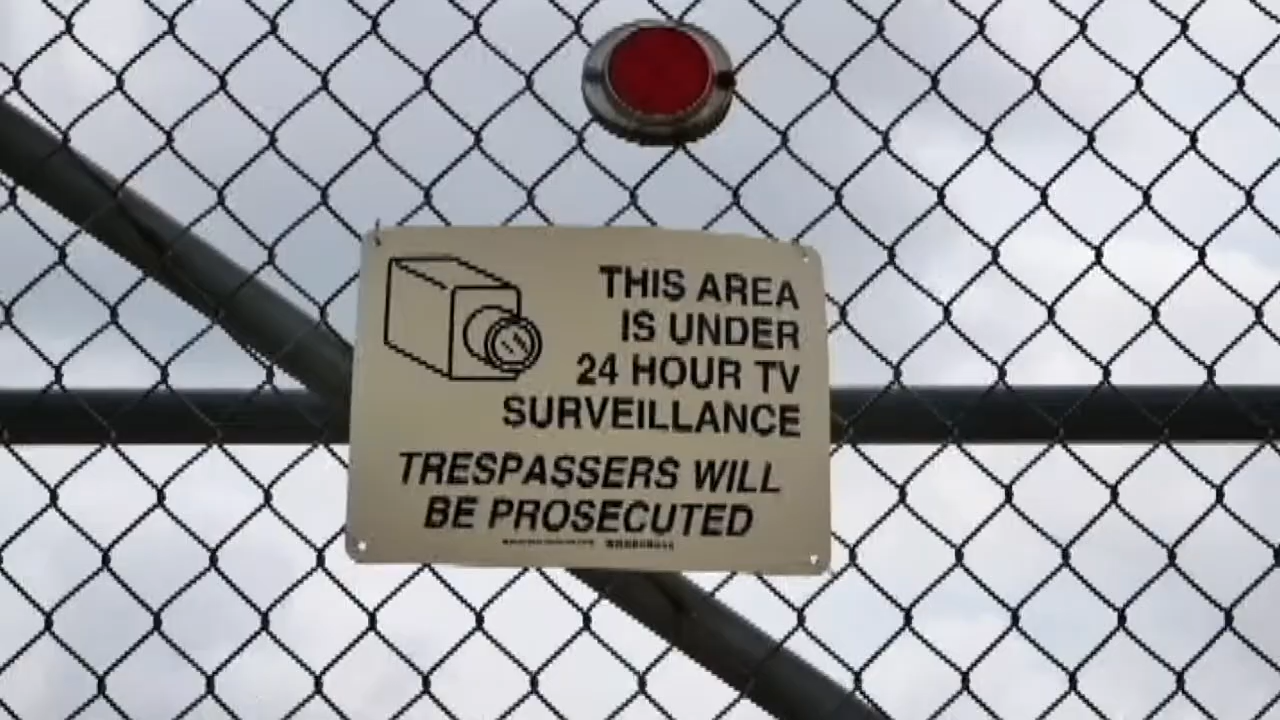 THIS AREA
IS UNDER
24 HOUR TV
SURVEILLANCE
TRESPASSERS WILL
BE PROSECUTED